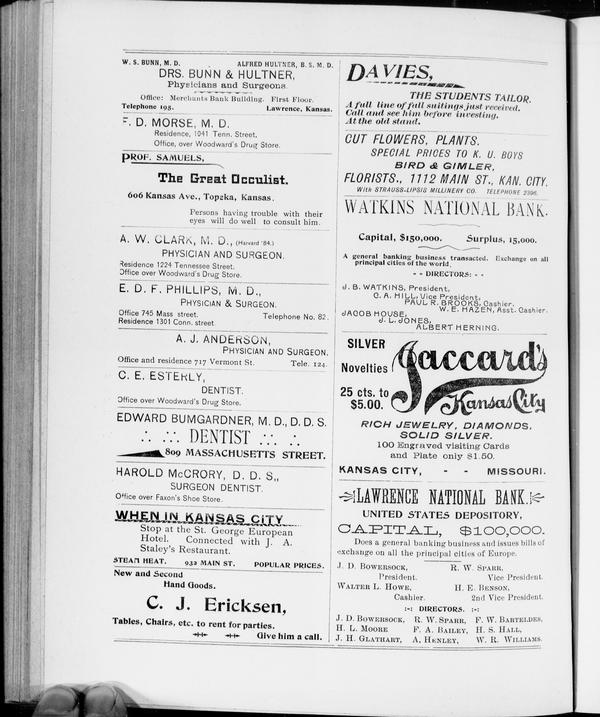 W. S. BUNN, M. D. ALFRED HULTNER, B. S. M. D.
DRS. BUNN & HULTNER,
Physicians and Surgeons.
Office: Merchants Bank Building. First Floor.
Telephone 195. Lawrence, Kansas.
F. D. MORSE, M. D.
Residence, 1041 Tenn. Street,
Office, over Woodward's Drug Store.
PROF. SAMUELS,
The Great Occulist.
606 Kansas Ave., Topeka, Kansas.
Persons having trouble with their
eyes will do well to consult him.
A. W. CLARK, M. D., (Harvard '84.)
PHYSICIAN AND SURGEON.
Residence 1224 Tennessee Street.
Office over Woodward's Drug Store.
E. D. F. PHILLIPS, M. D.,
PHYSICIAN & SURGEON.
Office 745 Mass street. Telephone No. 82.
Residence 1301 Conn. street
A. J. ANDERSON,
PHYSICIAN AND SURGEON.
Office and residence 717 Vermont St. Tele. 124.
C. E. ESTERLY,
DENTIST.
Office over Woodward's Drug Store.
EDWARD BUMGARDNER, M. D., D. D. S.
DENTIST
809 MASSACHUSETTS STREET.
HAROLD McCRORY, D. D. S,,
SURGEON DENTIST.
Office over Faxon's Shoe Store.
WHEN IN KANSAS CITY
Stop at the St. George European
Hotel. Connected with J. A.
Staley's Restaurant.
STEAM HEAT. 932 MAIN ST. POPULAR PRICES.
New and Second
Hand Goods.
C. J. Ericksen,
Tables, Chairs, etc. to rent for parties.
Give him a call.
DAVIES,
THE STUDENTS TAILOR.
A full line of fall suitings just received.
Call and see him before investing.
At the old stand.
CUT FLOWERS, PLANTS.
SPECIAL PRICES TO K. U. BOYS
BIRD & GIMLER,
FLORISTS., 1112 MAIN ST., KAN. CITY.
WITH STRAUSS-LIPSIS MILLINERY CO. TELEPHONE 2396.
WATKINS NATIONAL BANK.
Capital, $150,000. Surplus, 15,000.
A general banking business transacted. Exchange on all
principal cities of the world.
- - DIRECTORS: - -
J. B. WATKINS, President,
C. A. HILL, Vice President,
PAUL R. BROOKS, Cashier.
W. E. HAZEN, Asst. Cashier.
JACOB HOUSE,
J. L. JONES,
ALBERT HERNING.
SILVER
Novelties
25 cts. to
$5.00.
Jaccard's
Kansas City
RICH JEWELRY, DIAMONDS,
SOLID SILVER.
100 Engraved visiting Cards
and Plate only $1.50.
KANSAS CITY, - - MISSOURI.
LAWRENCE NATIONAL BANK.
UNITED STATES DEPOSITORY,
CAPITAL, $100,000.
Does a general banking business and issues bills of
exchange on all the principal cities of Europe.
J. D. BOWERSOCK, R. W. SPARR,
President. Vice President.
WALTER L. HOWE, H. E. BENSON,
Cashier. 2nd Vice President.
DIRECTORS.
J. D. BOWERSOCK, R. W. SPARR, F. W. BARTELDES,
H. L. MOORE F. A. BAILEY, H. S. HALL,
J. H. GLATHART, A, HENLEY, W. R. WILLIAMS.